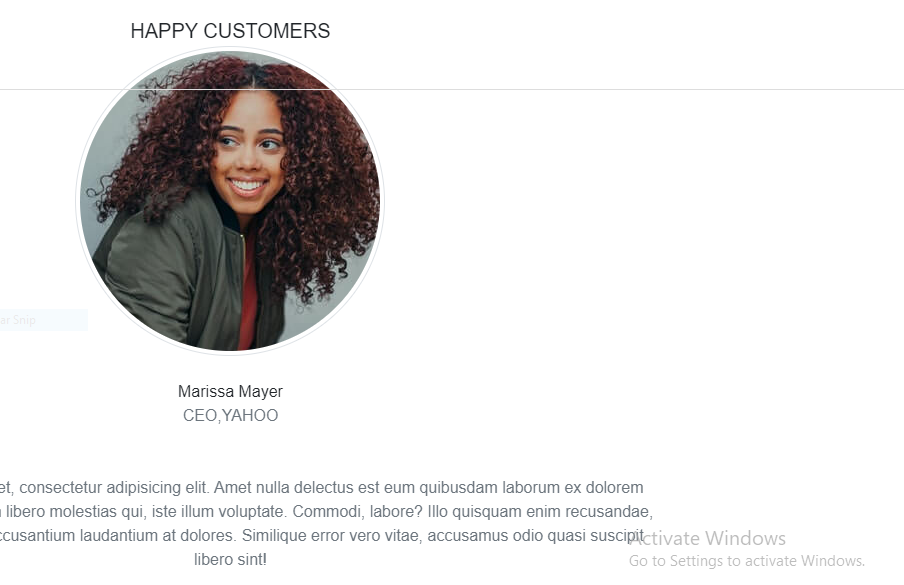 HAPPY CUSTOMERS
ar Snip
Marissa Mayer
CEO,YAHOO
et, consectetur adipisicing elit. Amet nulla delectus est eum quibusdam laborum ex dolorem
libero molestias qui, iste illum voluptate. Commodi, labore? Illo quisquam enim recusandae,
ccusantium laudantium at dolores. Similique error vero vitae, accusamus odio quasi suscipit
libero sint!
Activate Windows
Go to Settings to activate Windows.